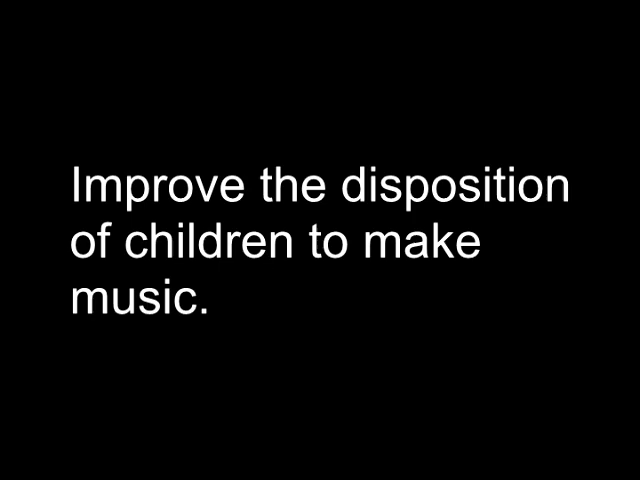 Improve the disposition
of children to make
music.